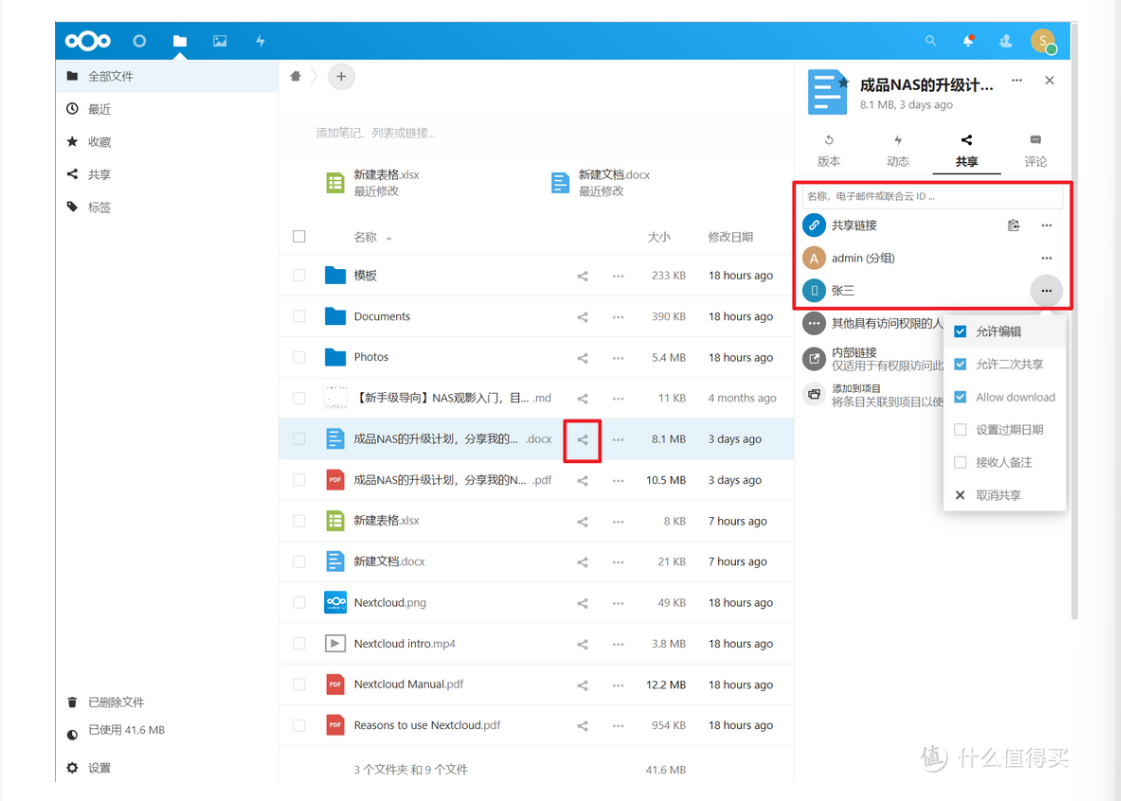 S
全部文件
最近
收藏
共享
标签
已删除文件
已使用 41.6 MB
设置
添加笔记、列表或链接...
新建表格.xlsx
最近修改
新建文档.docx
最近修改
名称
大小
修改日期
模板
233 KB
18 hours ago
Documents
390 KB
18 hours ago
Photos
5.4 MB
18 hours ago
【新手级导向】NAS观影入门，目... .md
11 KB
4 months ago
成品NAS的升级计划，分享我的... .docx
8.1 MB
3 days ago
PDF
成品NAS的升级计划，分享我的N... .pdf
10.5 MB
3 days ago
新建表格.xlsx
8 KB
7 hours ago
新建文档.docx
21 KB
7 hours ago
Nextcloud.png
49 KB
18 hours ago
Nextcloud intro.mp4
3.8 MB
18 hours ago
PDF
Nextcloud Manual.pdf
12.2 MB
18 hours ago
PDF
Reasons to use Nextcloud.pdf
954 KB
18 hours ago
3 个文件夹 和 9 个文件
41.6 MB
成品NAS的升级计...
8.1 MB, 3 days ago
版本
动态
共享
评论
名称，电子邮件或联合云 ID ...
共享链接
A
admin (分组)
张三
其他具有访问权限的人
内部链接
仅适用于有权限访问此
添加到项目
将条目关联到项目以使
允许编辑
允许二次共享
Allow download
设置过期日期
接收人备注
取消共享
值 什么值得买